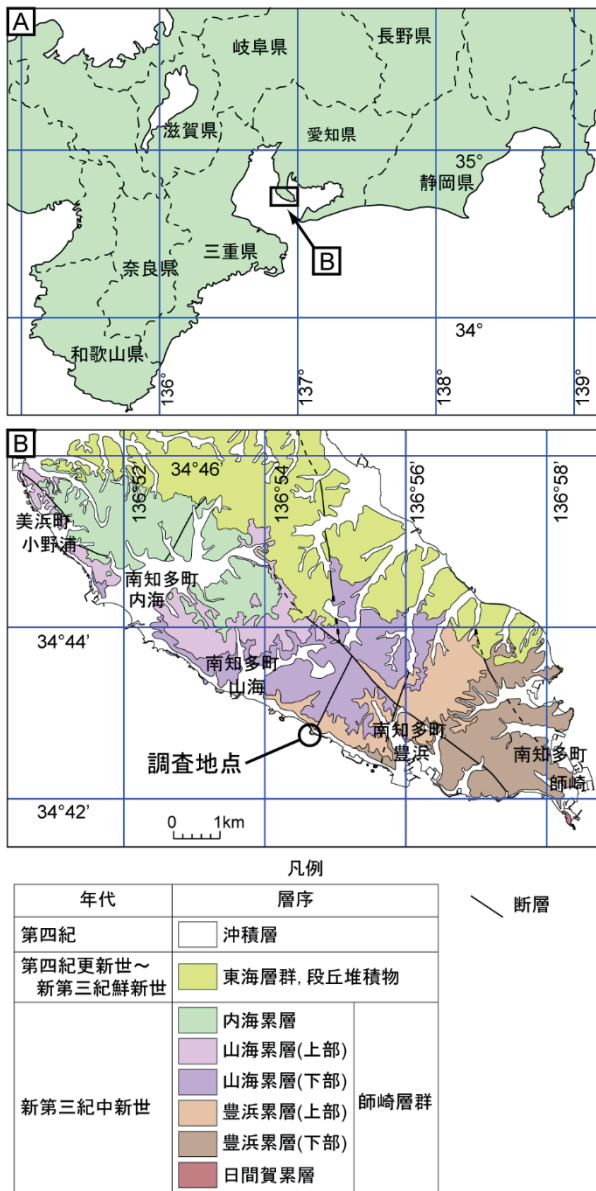 A
岐阜県
長野県
滋賀県
愛知県
35°
静岡県
三重県
B
奈良県
34°
和歌山県
136°
137°
138°
139°
B
136°52’
34°46’
136°54’
136°56’
136°58’
美浜町
小野浦
南知多町
内海
34°44’
南知多町
山海
南知多町
豊浜
調査地点
南知多町
師崎
34°42’
0 1km
凡例
年代 層序
断層
第四紀 沖積層
第四紀更新世～
新第三紀鮮新世
東海層群, 段丘堆積物
内海累層
山海累層(上部)
山海累層(下部)
新第三紀中新世
師崎層群
豊浜累層(上部)
豊浜累層(下部)
日間賀累層